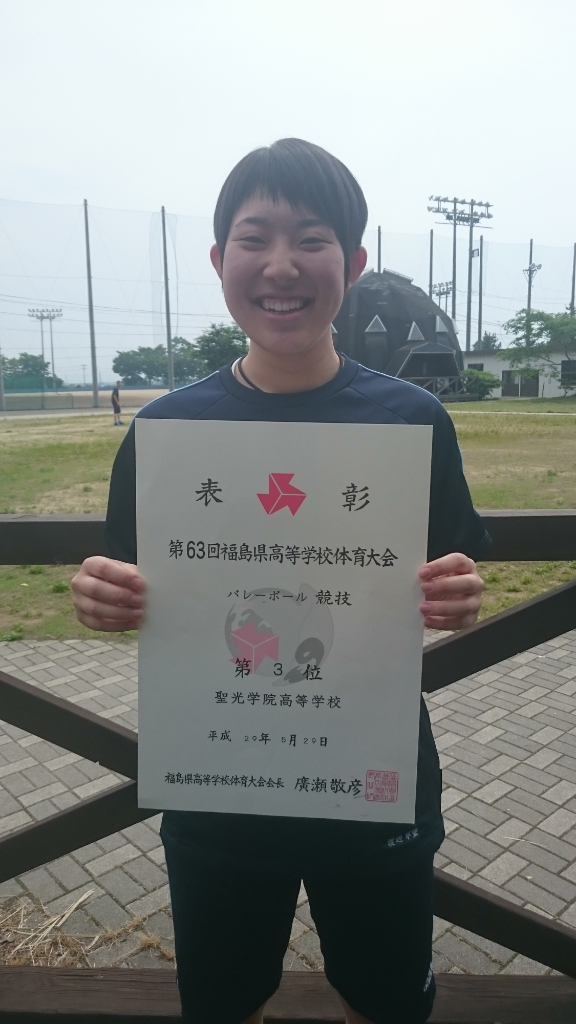 表 彰
第63回福島県高等学校体育大会
バレーボール 競技
第 3 位
聖光学院高等学校
平成 29年 5月 29日
福島県高等学校体育大会会長 廣瀬敬彦